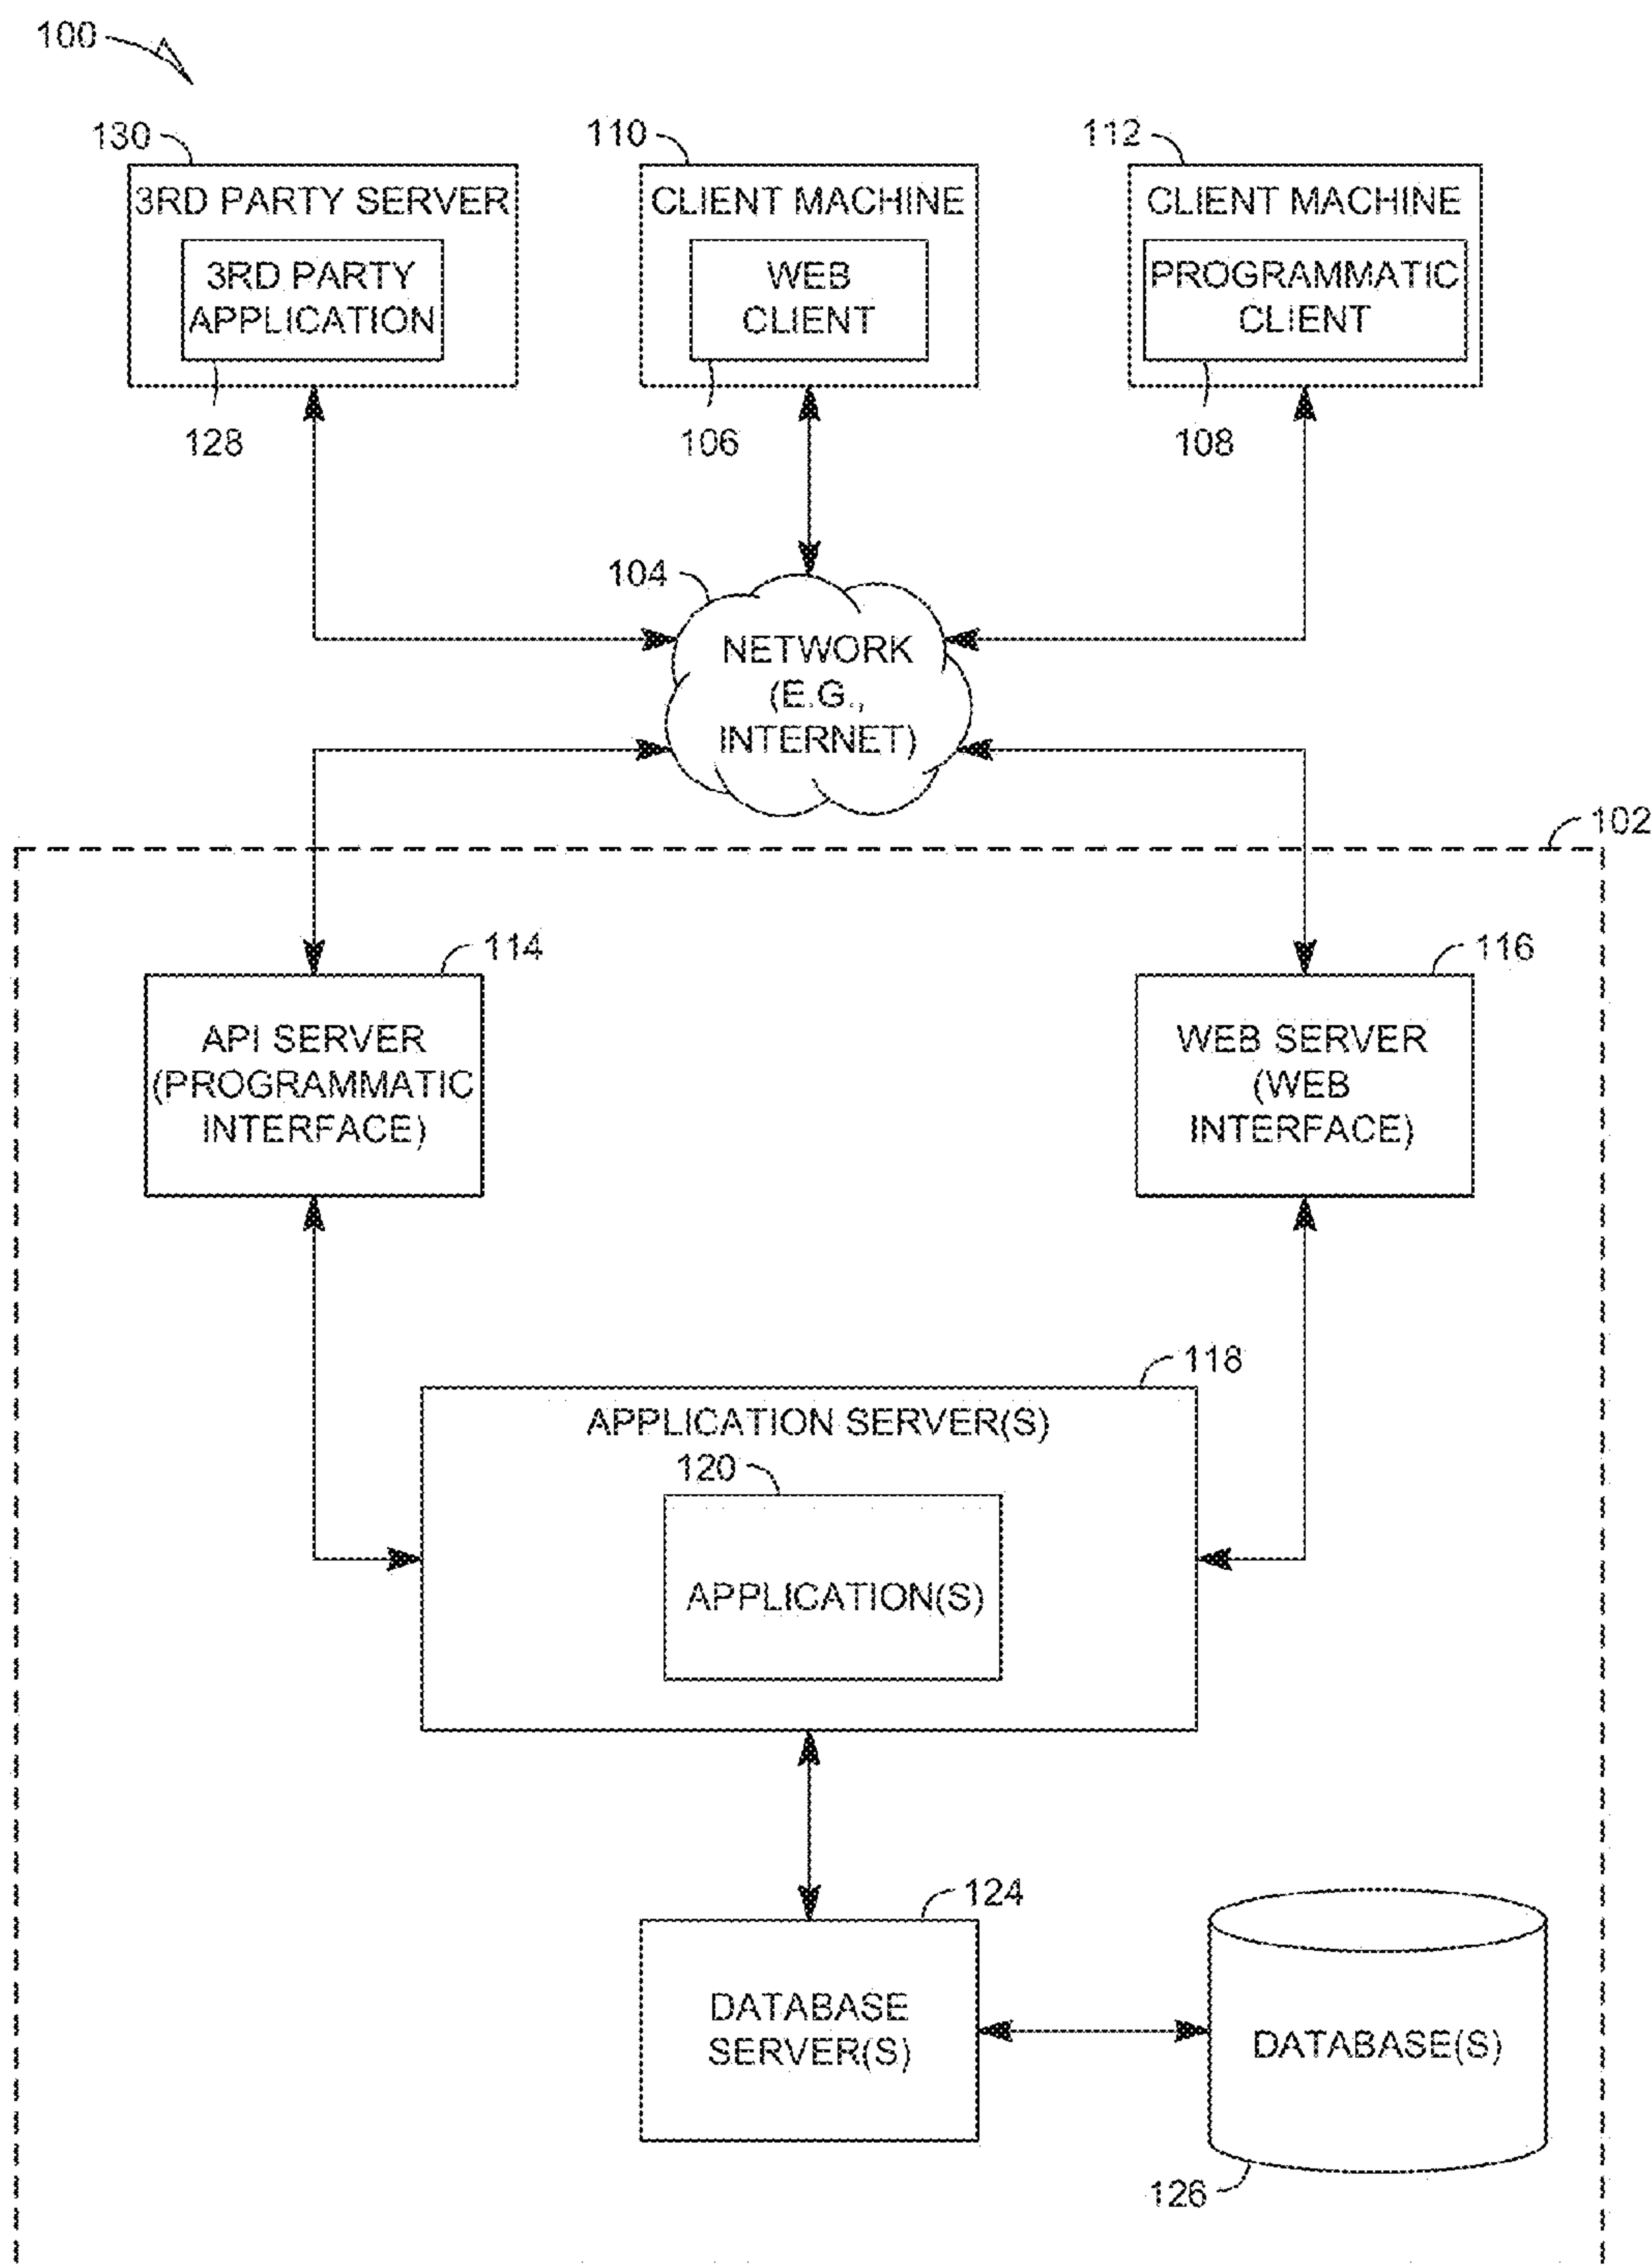 100
130
110
112
3RD PARTY SERVER
3RD PARTY
APPLICATION
128
CLIENT MACHINE
WEB
CLIENT
106
CLIENT MACHINE
PROGRAMMATIC
CLIENT
108
104
NETWORK
(E.G.,
INTERNET)
102
114
API SERVER
(PROGRAMMATIC
INTERFACE)
116
WEB SERVER
(WEB
INTERFACE)
118
APPLICATION SERVER(S)
120
APPLICATION(S)
124
DATABASE
SERVER(S)
DATABASE(S)
126